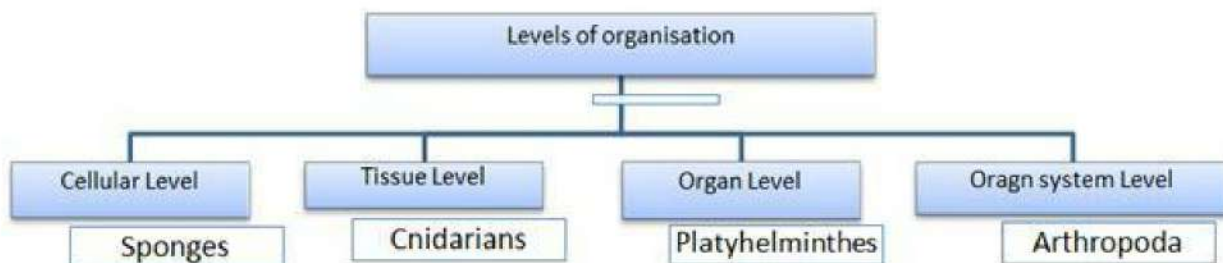 Levels of organisation
Cellular Level
Tissue Level
Organ Level
Oragn system Level
Sponges
Cnidarians
Platyhelminthes
Arthropoda